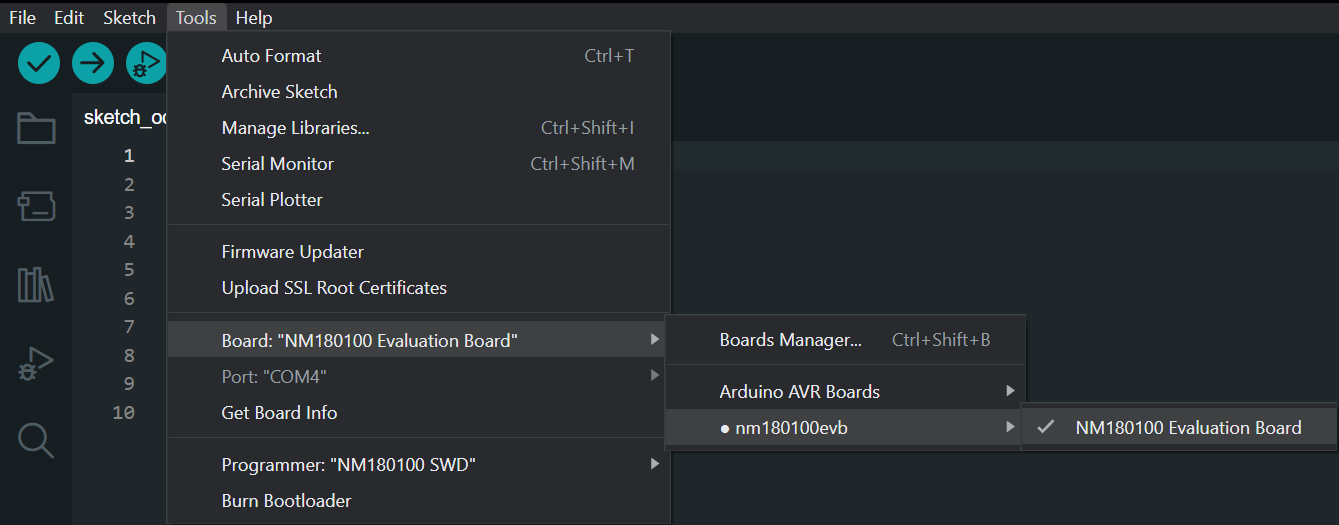 File Edit Sketch Tools Help
Auto Format Ctrl+T
Archive Sketch
Manage Libraries... Ctrl+Shift+I
Serial Monitor Ctrl+Shift+M
Serial Plotter
Firmware Updater
Upload SSL Root Certificates
Board: "NM180100 Evaluation Board"
Port: "COM4"
Get Board Info
Programmer: "NM180100 SWD"
Burn Bootloader
Boards Manager... Ctrl+Shift+B
Arduino AVR Boards
● nm180100evb
NM180100 Evaluation Board
1
2
3
4
5
6
7
8
9
10